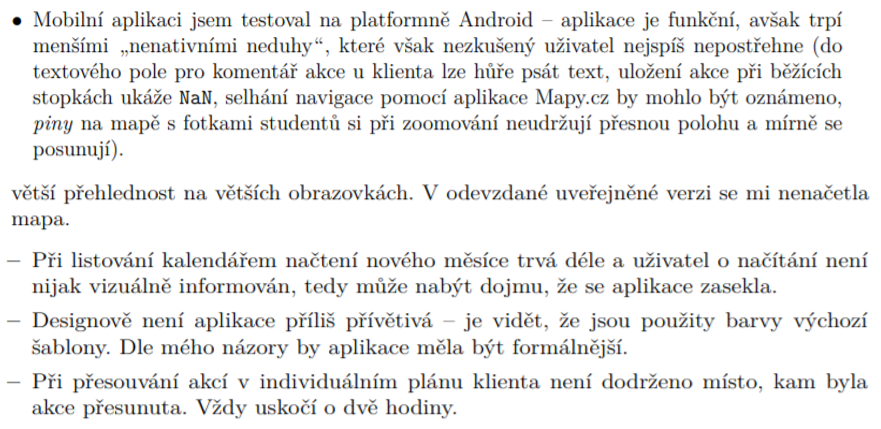 • Mobilní aplikaci jsem testoval na platformně Android – aplikace je funkční, avšak trpí
menšími „nenativními neduhy“, které však nezkušený uživatel nejspíš nepostřehne (do
textového pole pro komentář akce u klienta lze hůře psát text, uložení akce při běžících
stopkách ukáže NaN, selhání navigace pomocí aplikace Mapy.cz by mohlo být oznámeno,
piny na mapě s fotkami studentů si při zoomování neudržují přesnou polohu a mírně se
posunují).
větší přehlednost na větších obrazovkách. V odevzdané uveřejněné verzi se mi nenačetla
mapa.
– Při listování kalendářem načtení nového měsíce trvá déle a uživatel o načítání není
nijak vizuálně informován, tedy může nabýt dojmu, že se aplikace zasekla.
– Designově není aplikace příliš přívětivá – je vidět, že jsou použity barvy výchozí
šablony. Dle mého názory by aplikace měla být formálnější.
– Při přesouvání akcí v individuálním plánu klienta není dodrženo místo, kam byla
akce přesunuta. Vždy uskočí o dvě hodiny.